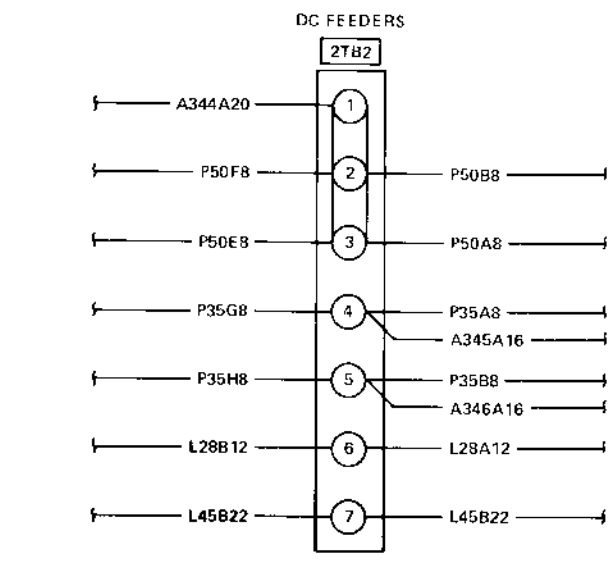 DC FEEDERS
2TB2
A344A20 1
P50F8 2 P50B8
P50E8 3 P50A8
P35G8 4 P35A8
A345A16
P35H8 5 P35B8
A346A16
L28B12 6 L28A12
L45B22 7 L45B22